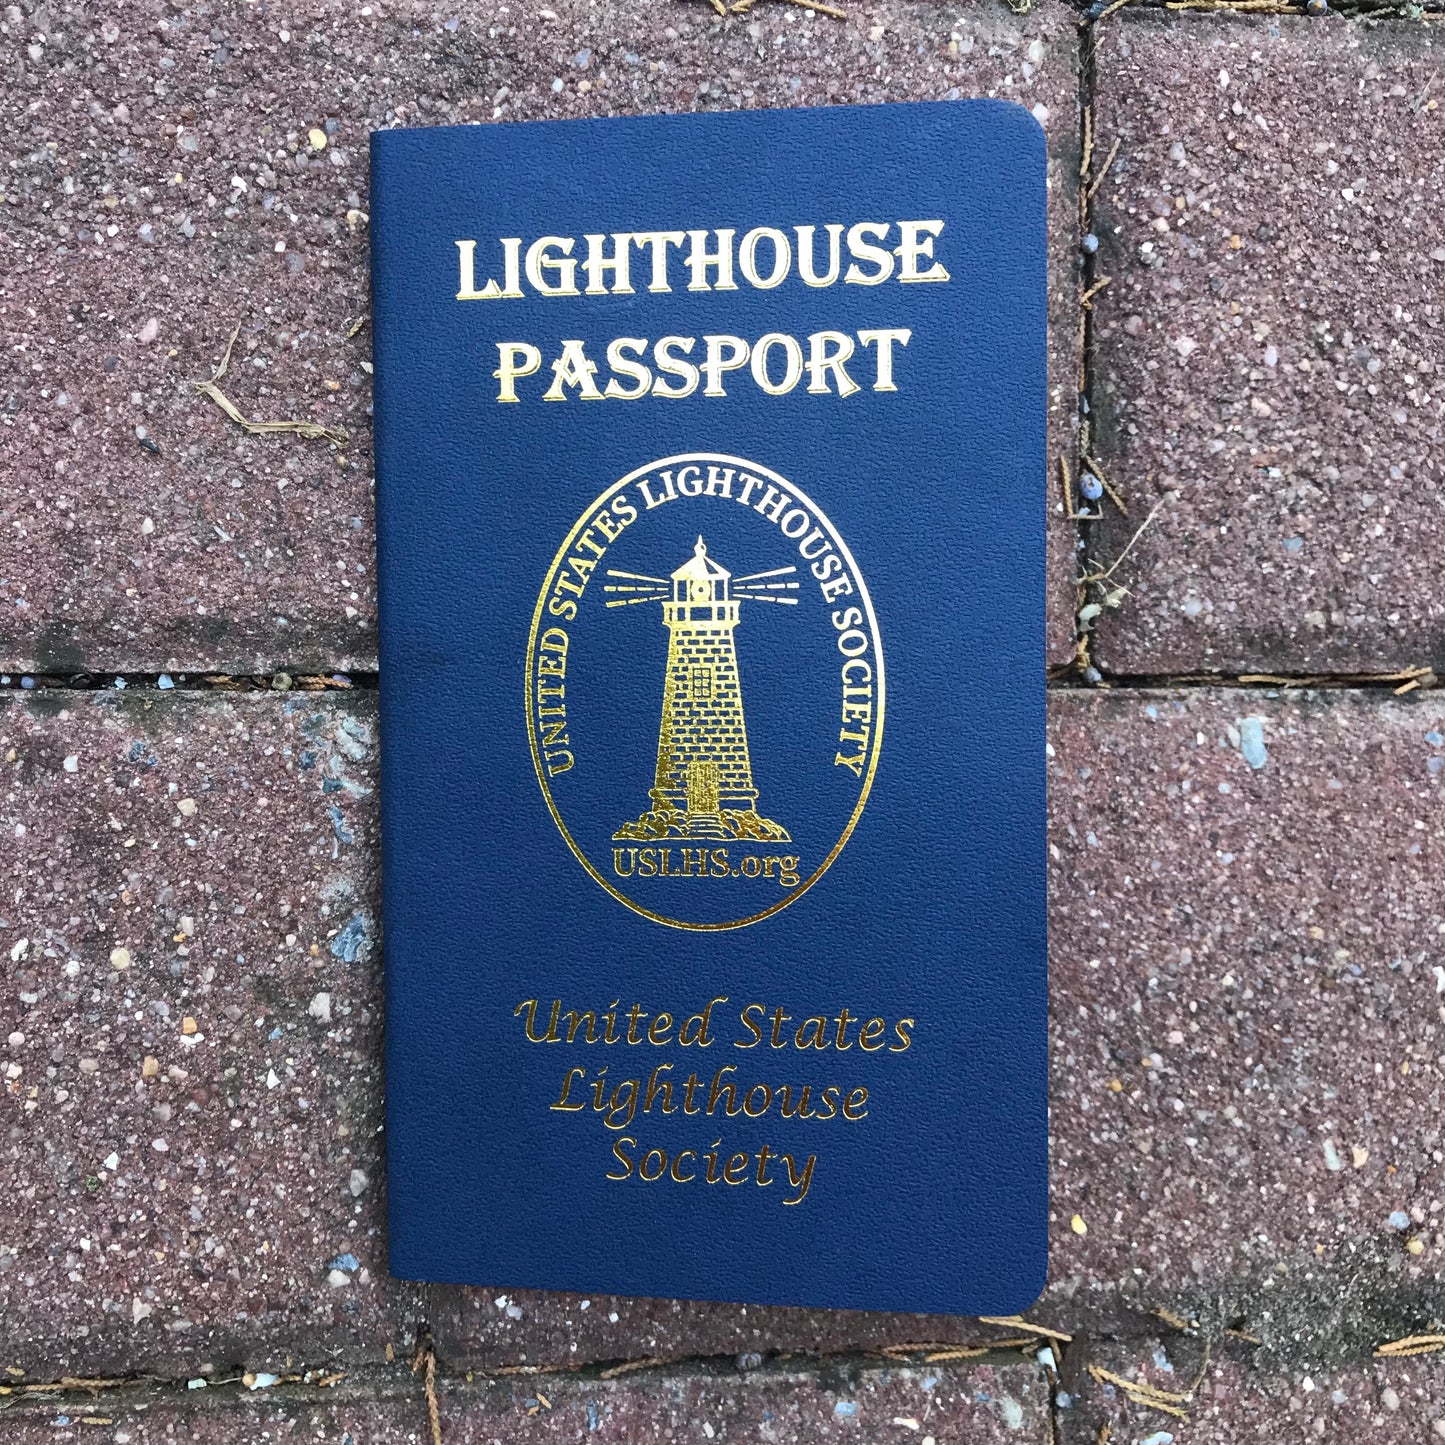 LIGHTHOUSE
PASSPORT
UNITED STATES LIGHTHOUSE SOCIETY
USLHS.org
United States
Lighthouse
Society